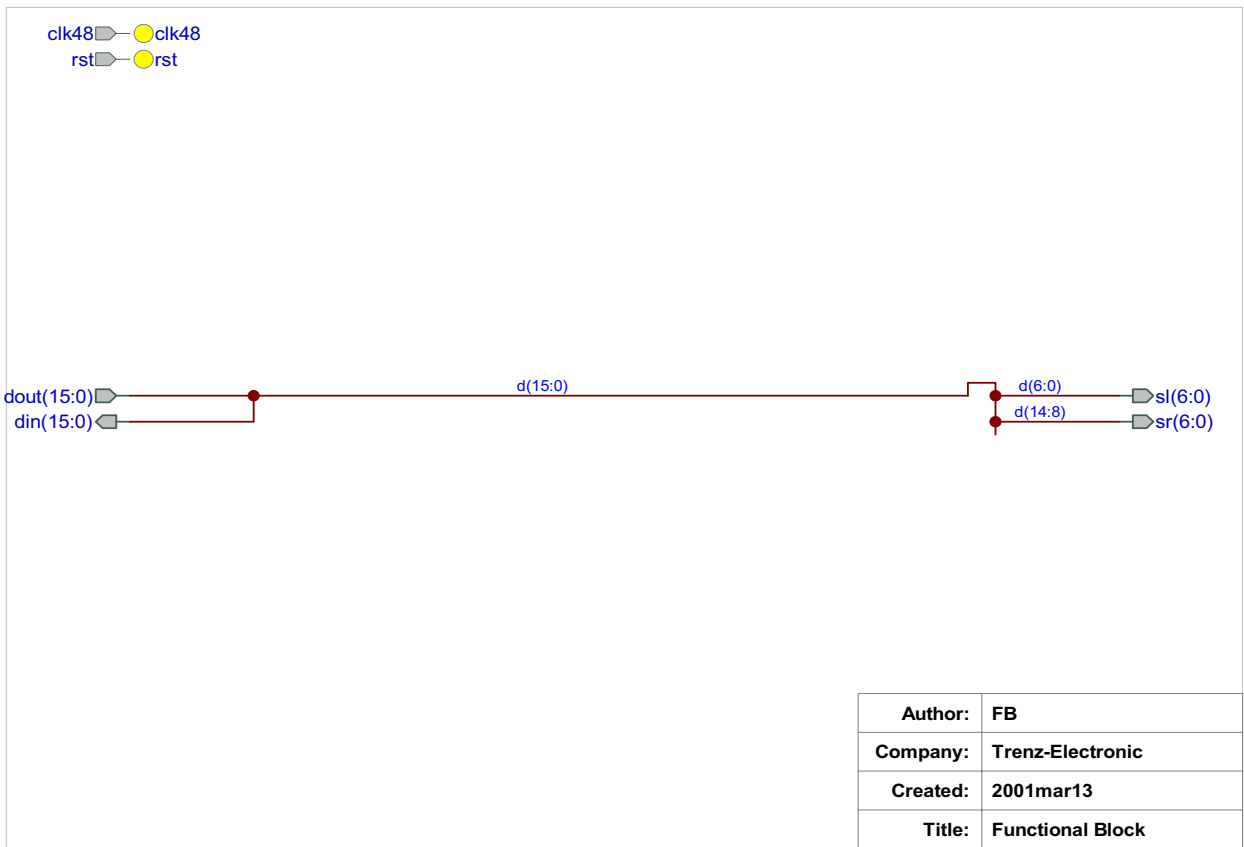 clk48 clk48
rst rst
dout(15:0) d(15:0) d(6:0) sl(6:0)
din(15:0) d(14:8) sr(6:0)
Author: FB
Company: Trenz-Electronic
Created: 2001mar13
Title: Functional Block